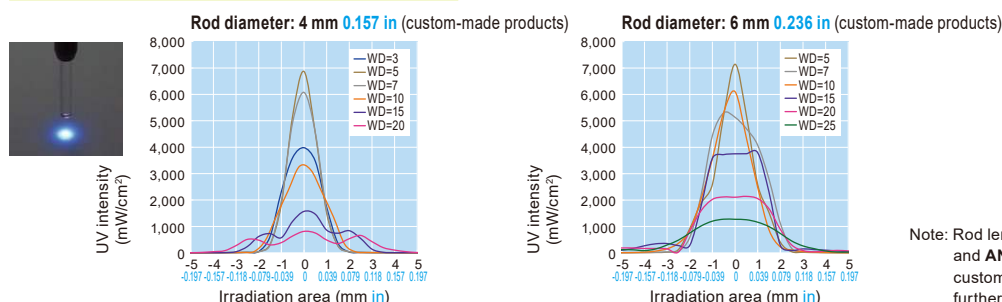 Rod diameter: 4 mm 0.157 in (custom-made products)
8,000
7,000
6,000
5,000
4,000
3,000
2,000
1,000
0
UV intensity
(mW/cm²)
WD=3
WD=5
WD=7
WD=10
WD=15
WD=20
-5 -4 -3 -2 -1 0 1 2 3 4 5
-0.197 -0.157 -0.118 -0.079 -0.039 0 0.039 0.079 0.118 0.157 0.197
Irradiation area (mm in)
Rod diameter: 6 mm 0.236 in (custom-made products)
8,000
7,000
6,000
5,000
4,000
3,000
2,000
1,000
0
UV intensity
(mW/cm²)
WD=5
WD=7
WD=10
WD=15
WD=20
WD=25
-5 -4 -3 -2 -1 0 1 2 3 4 5
-0.197 -0.157 -0.118 -0.079 -0.039 0 0.039 0.079 0.118 0.157 0.197
Irradiation area (mm in)
Note: Rod len
and AN
custom
further